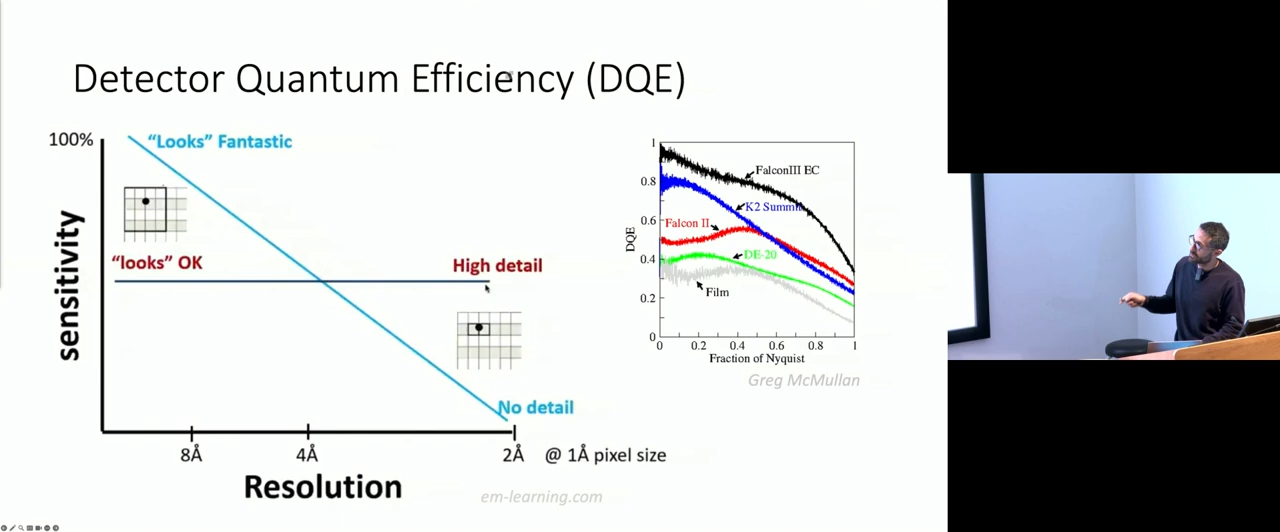 Detector Quantum Efficiency (DQE)
100%
"Looks" Fantastic
sensitivity
"looks" OK
High detail
No detail
8Å
4Å
2Å
@ 1Å pixel size
Resolution
em-learning.com
1
0.8
0.6
0.4
0.2
0
DQE
FalconIII EC
K2 Summit
Falcon II
DE-20
Film
0
0.2
0.4
0.6
0.8
1
Fraction of Nyquist
Greg McMullan